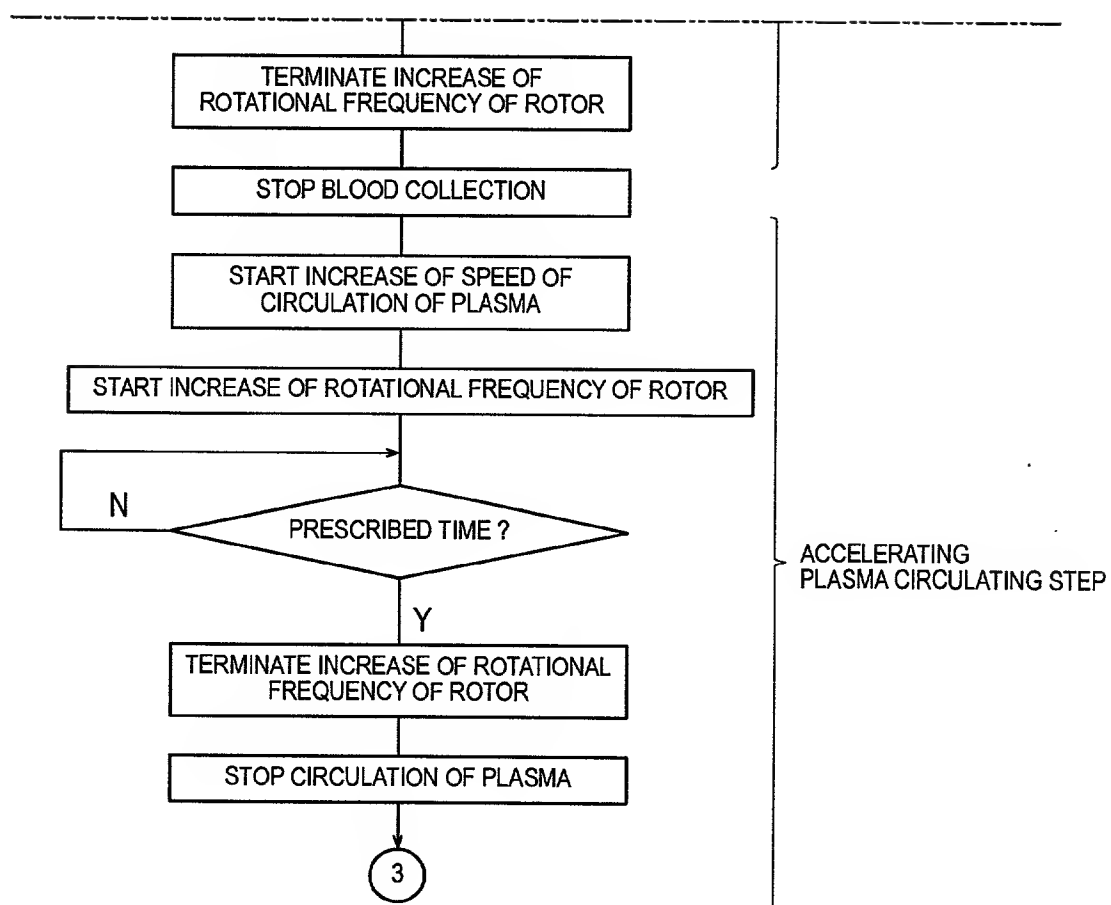 TERMINATE INCREASE OF
ROTATIONAL FREQUENCY OF ROTOR
STOP BLOOD COLLECTION
START INCREASE OF SPEED OF
CIRCULATION OF PLASMA
START INCREASE OF ROTATIONAL FREQUENCY OF ROTOR
N
PRESCRIBED TIME ?
ACCELERATING
PLASMA CIRCULATING STEP
Y
TERMINATE INCREASE OF ROTATIONAL
FREQUENCY OF ROTOR
STOP CIRCULATION OF PLASMA
3